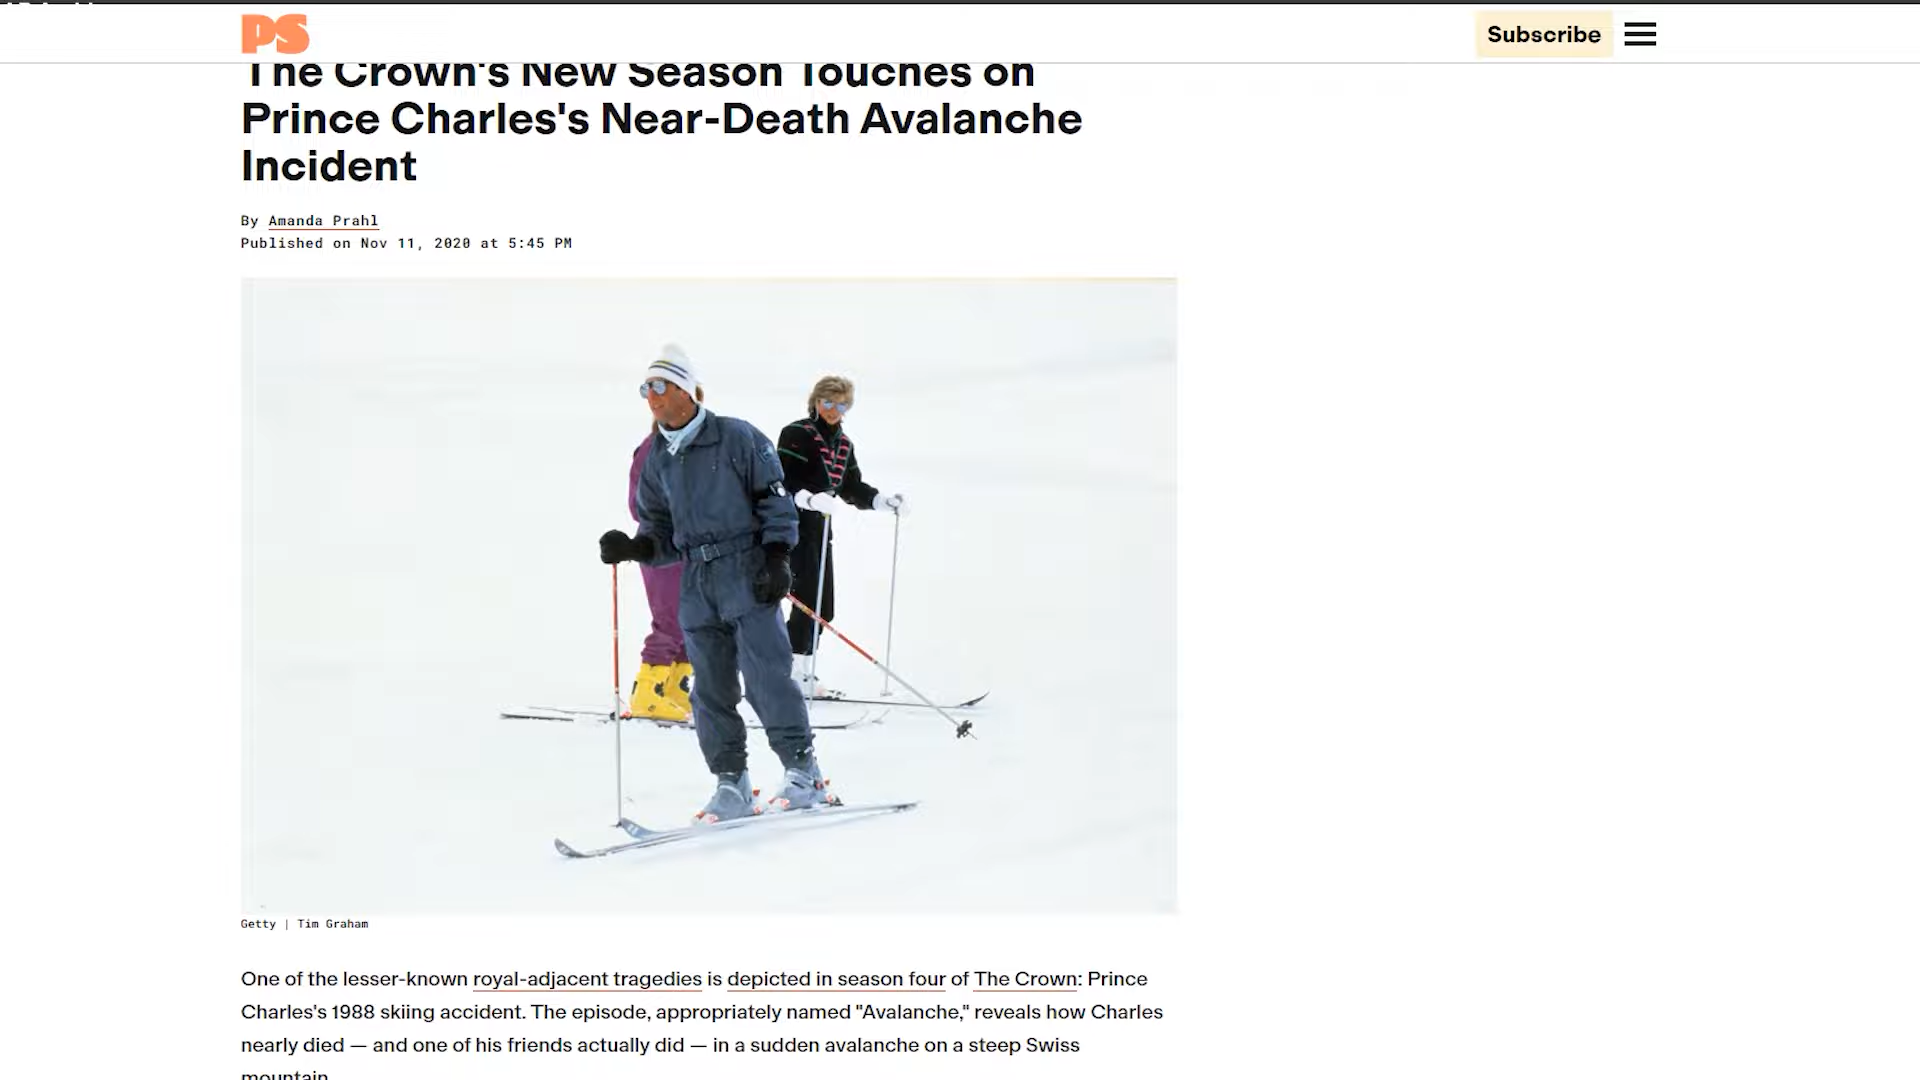 PS
Subscribe
The Crown's New Season Touches on
Prince Charles's Near-Death Avalanche
Incident
By Amanda Prahl
Published on Nov 11, 2020 at 5:45 PM
Getty | Tim Graham
One of the lesser-known royal-adjacent tragedies is depicted in season four of The Crown: Prince
Charles's 1988 skiing accident. The episode, appropriately named "Avalanche," reveals how Charles
nearly died — and one of his friends actually did — in a sudden avalanche on a steep Swiss
mountain.